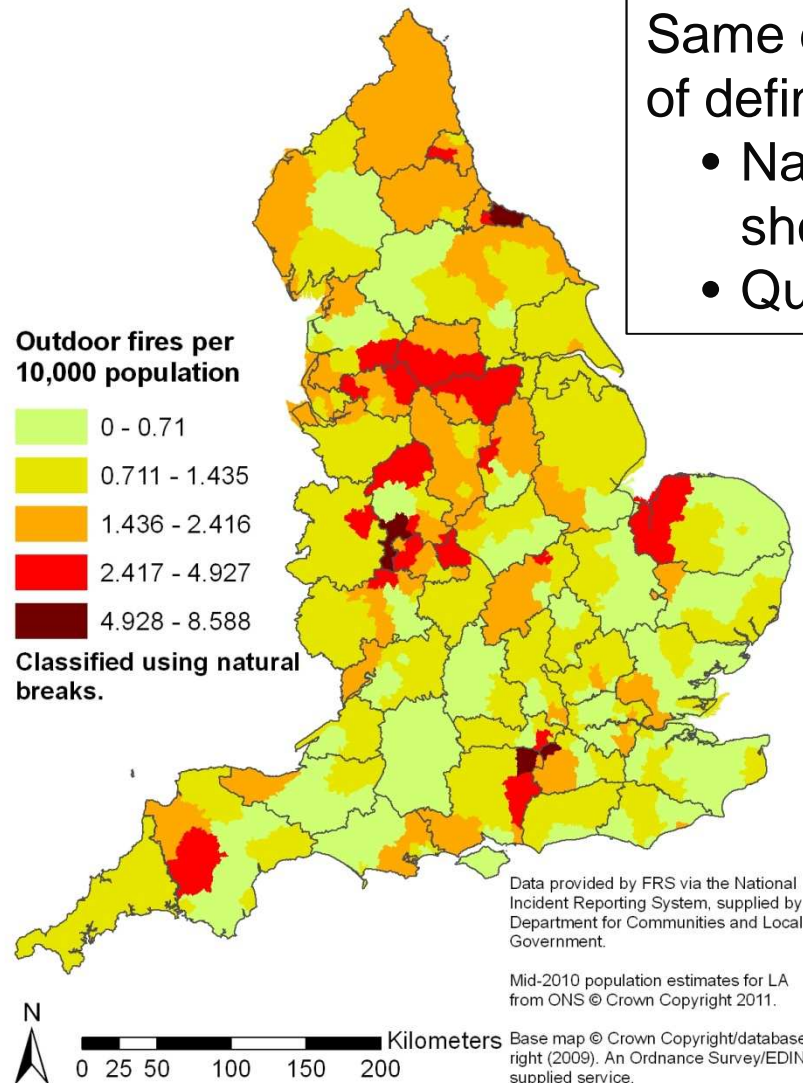 Same
of defin
• Na
sho
• Qu
Outdoor fires per
10,000 population
0 - 0.71
0.711 - 1.435
1.436 - 2.416
2.417 - 4.927
4.928 - 8.588
Classified using natural
breaks.
Data provided by FRS via the National
Incident Reporting System, supplied by
Department for Communities and Local
Government.
Mid-2010 population estimates for LA
from ONS © Crown Copyright 2011.
Base map © Crown Copyright/database
right (2009). An Ordnance Survey/EDIN
supplied service.
N
Kilometers
0 25 50 100 150 200